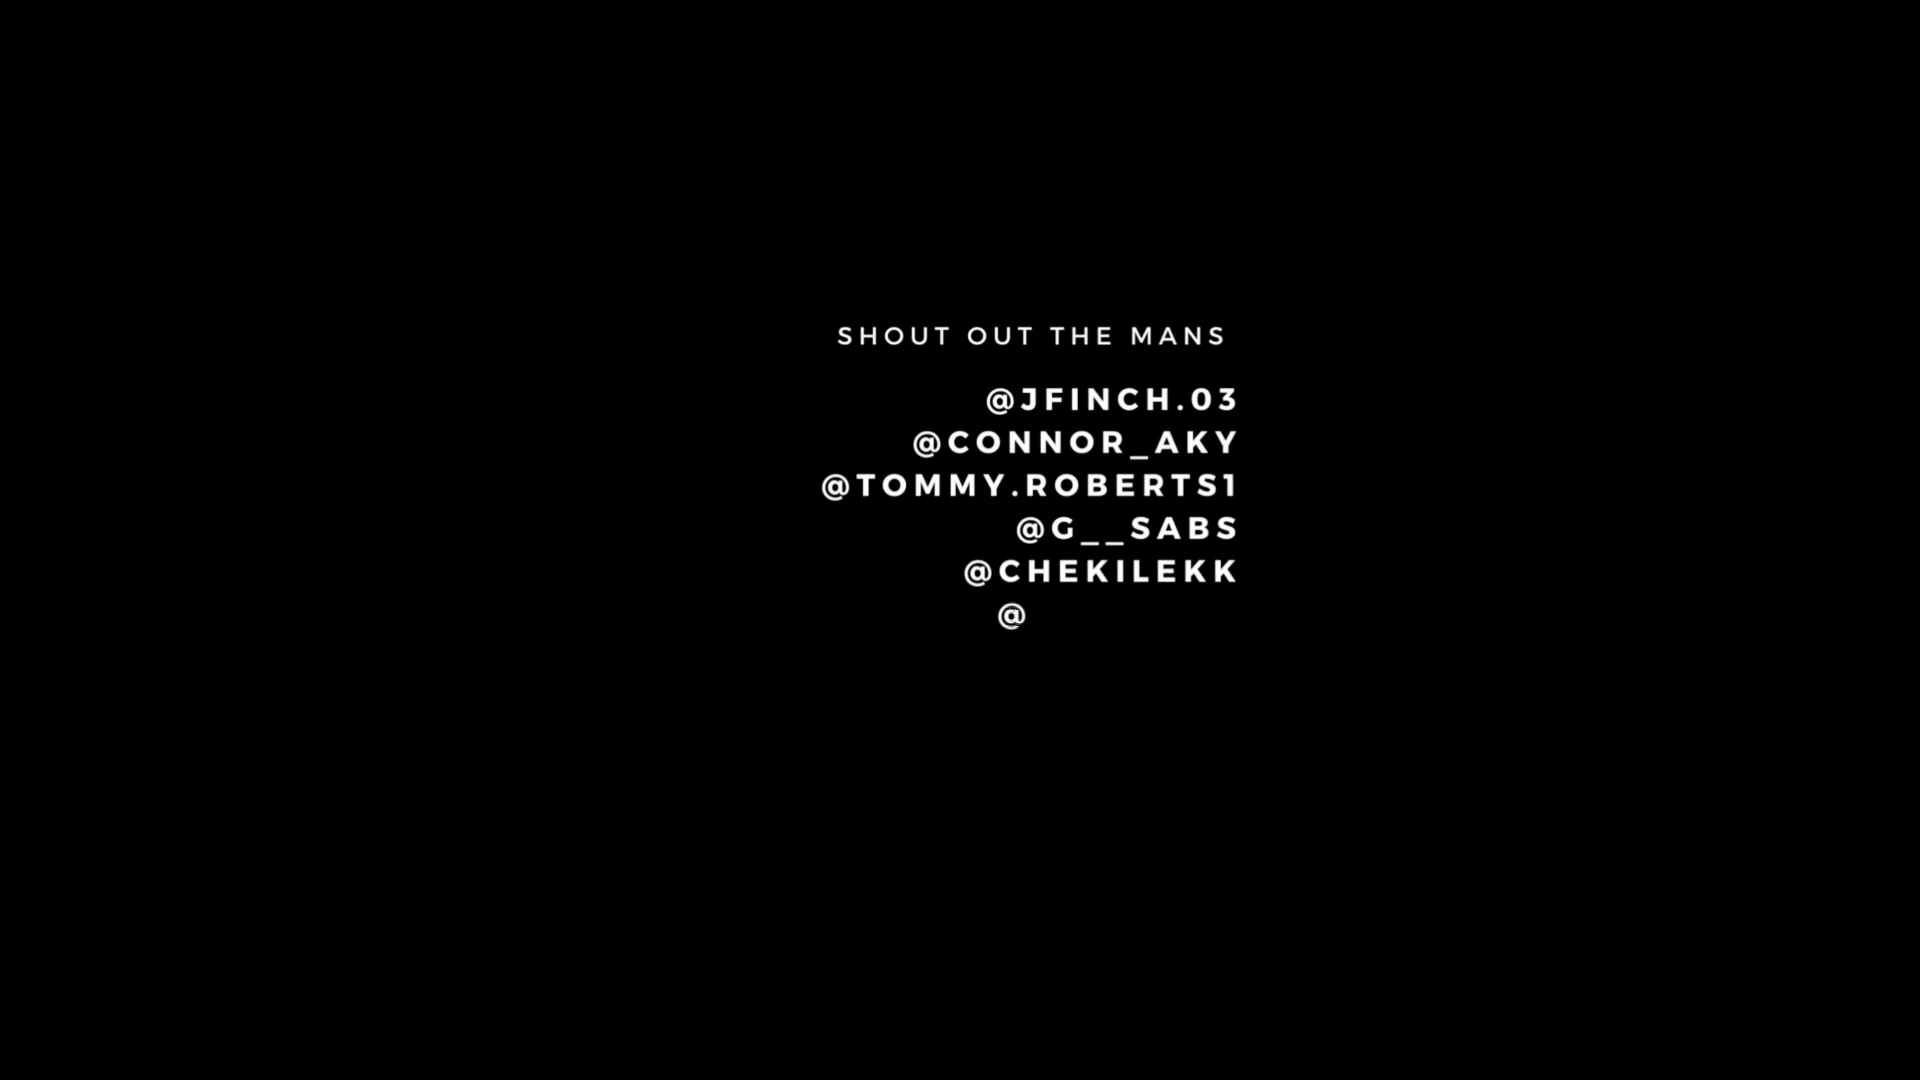 SHOUT OUT THE MANS
@JFINCH.03
@CONNOR_AKY
@TOMMY.ROBERTS1
@G__SABS
@CHEKILEKK
@